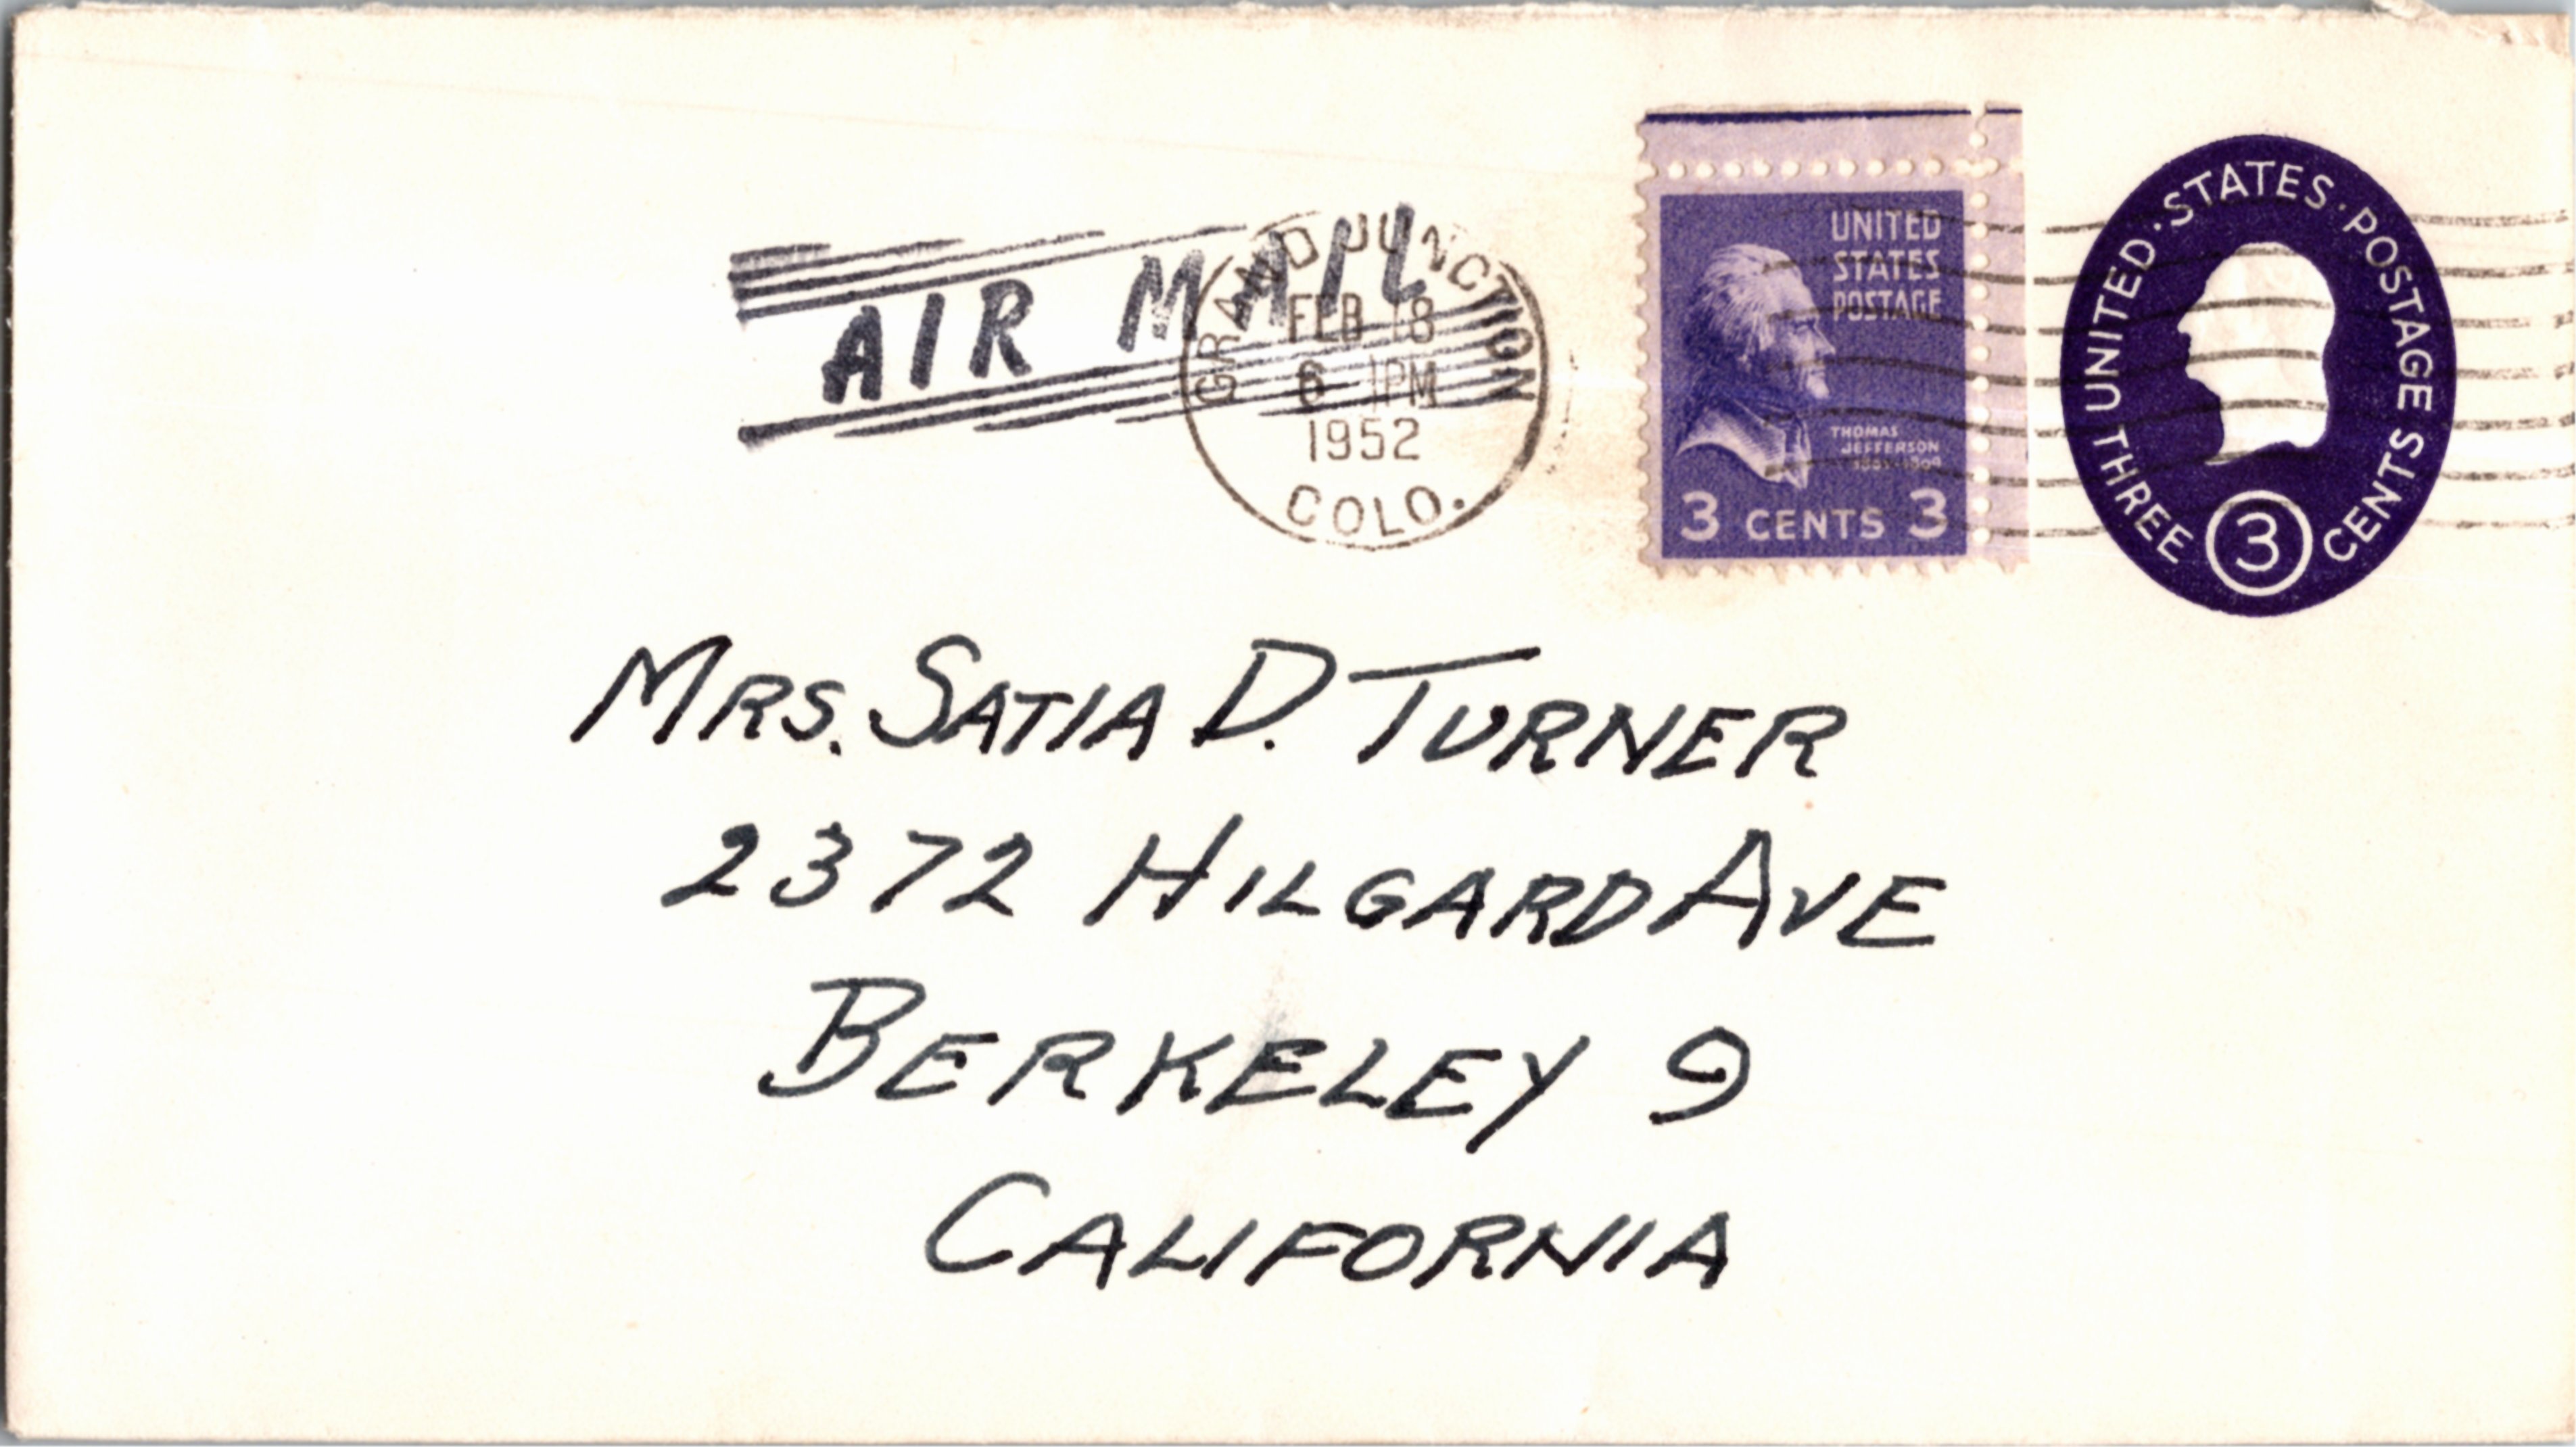 AIR MAIL
GRAND JUNCTION
FEB 18
6 - 1PM
1952
COLO.
UNITED
STATES
POSTAGE
THOMAS
JEFFERSON
3 CENTS 3
UNITED · STATES · POSTAGE
THREE 3 CENTS
MRS. SATIA D. TURNER
2372 HILGARD AVE
BERKELEY 9
CALIFORNIA